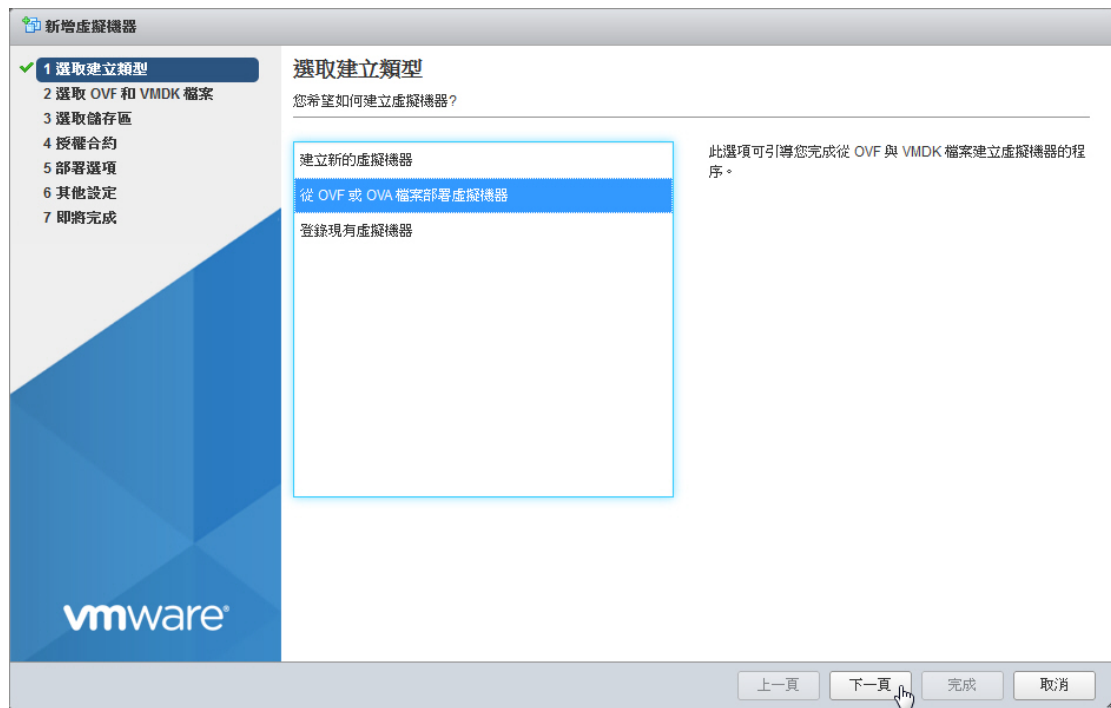 新增虛擬機器
1 選取建立類型
2 選取 OVF 和 VMDK 檔案
3 選取儲存區
4 授權合約
5 部署選項
6 其他設定
7 即將完成
選取建立類型
您希望如何建立虛擬機器?
建立新的虛擬機器
從 OVF 或 OVA 檔案部署虛擬機器
登錄現有虛擬機器
此選項可引導您完成從 OVF 與 VMDK 檔案建立虛擬機器的程
序。
vmware®
上一頁
下一頁
完成
取消